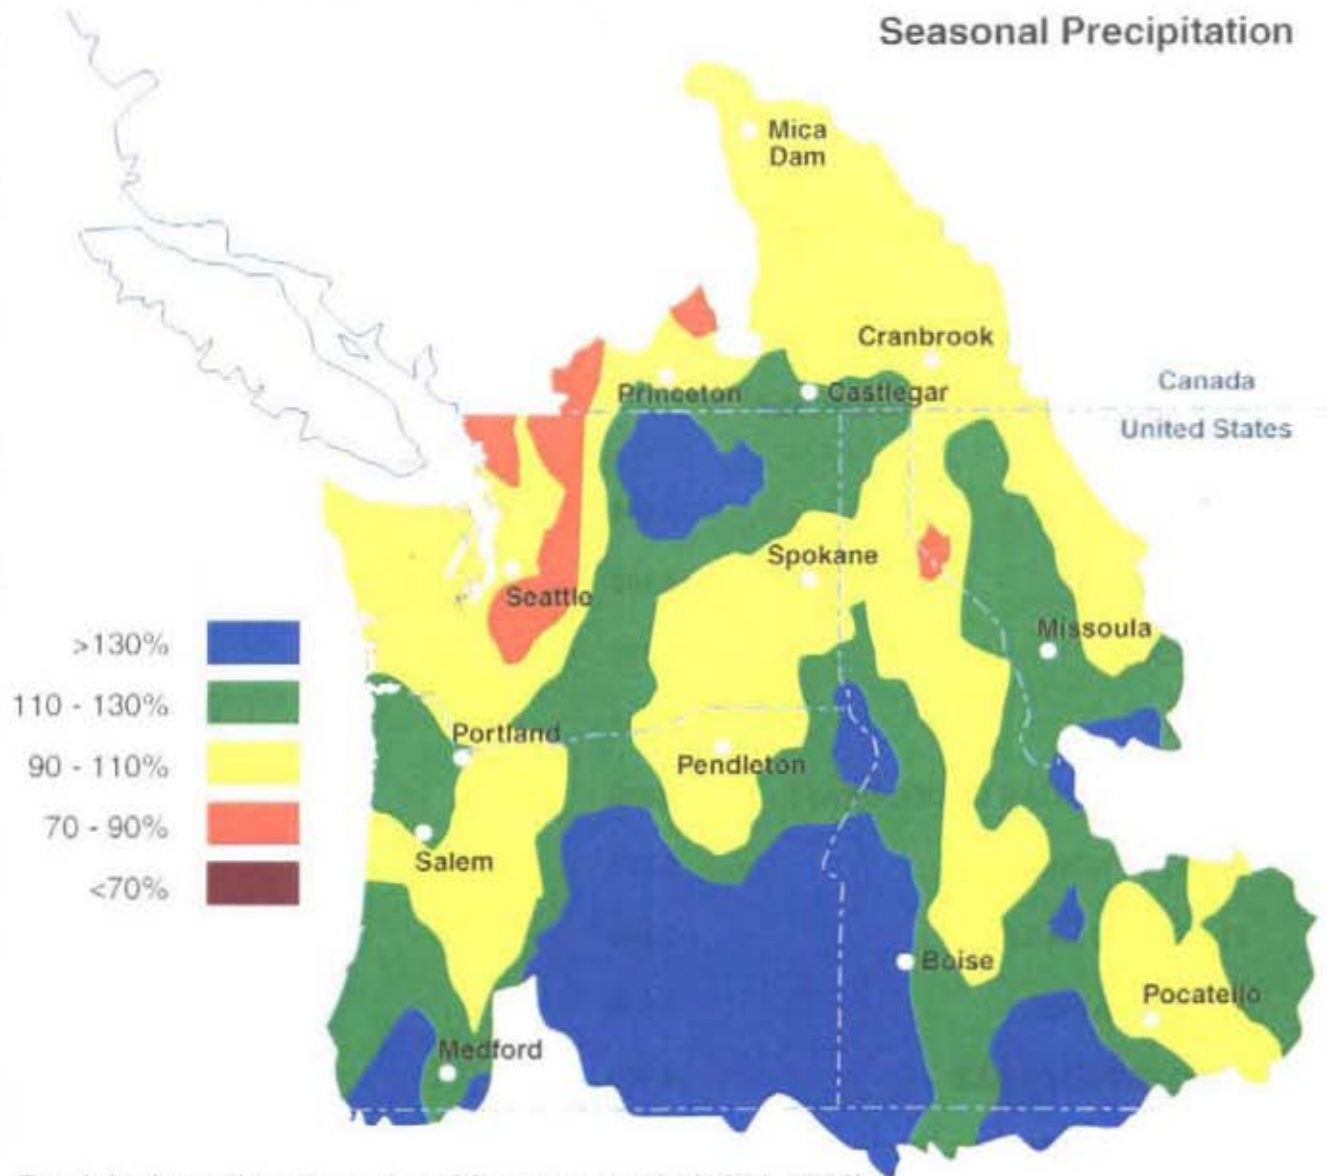 Seasonal Precipitation
Mica
Dam
Cranbrook
Canada
Princeton
Castlegar
United States
Spokane
Seattle
Missoula
>130%
110 - 130%
Portland
90 - 110%
Pendleton
70 - 90%
Salem
<70%
Boise
Pocatello
Medford